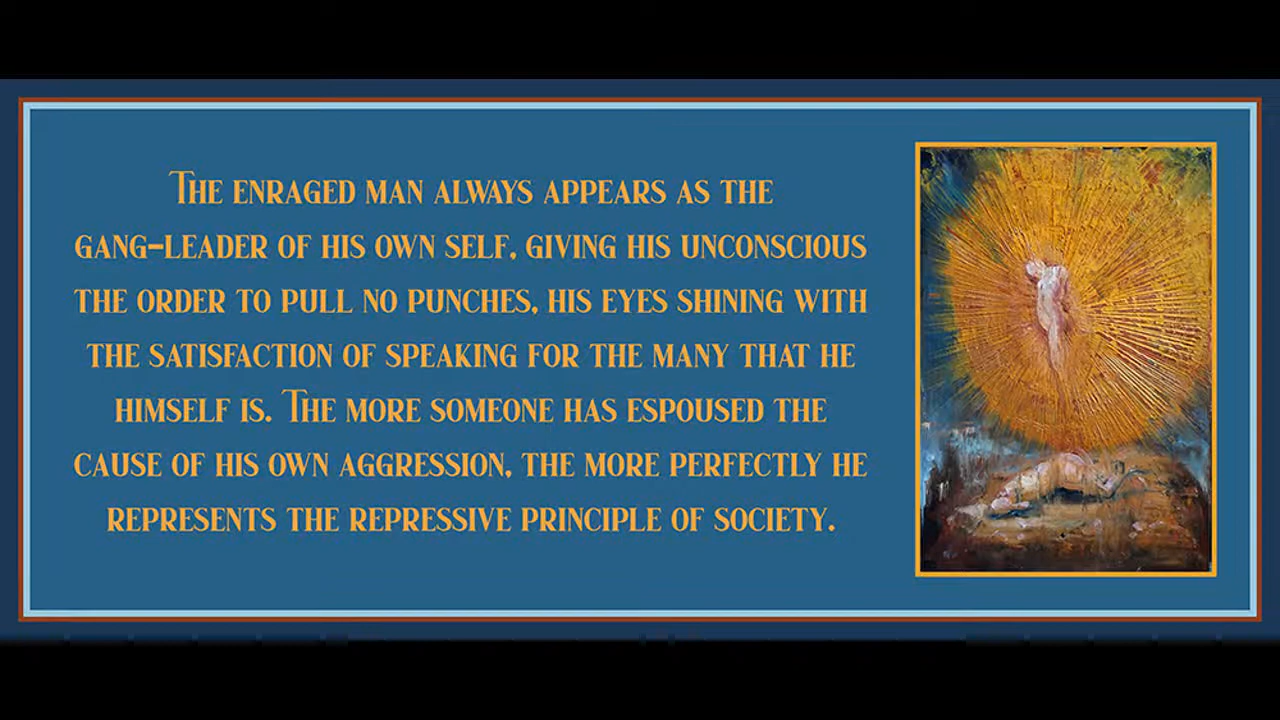 The enraged man always appears as the
gang-leader of his own self, giving his unconscious
the order to pull no punches, his eyes shining with
the satisfaction of speaking for the many that he
himself is. The more someone has espoused the
cause of his own aggression, the more perfectly he
represents the repressive principle of society.